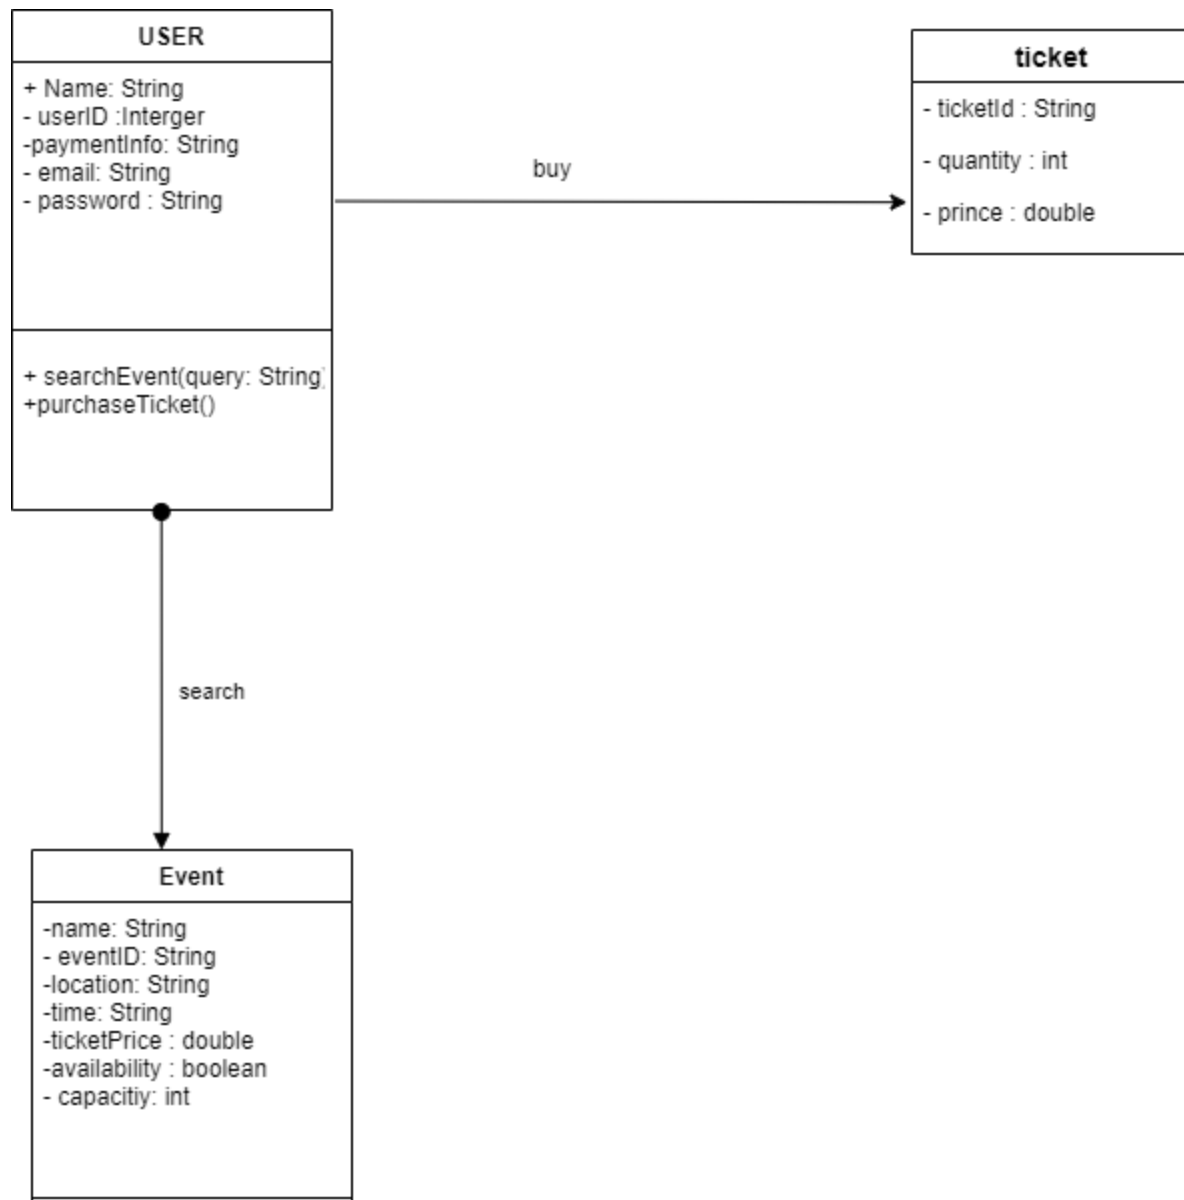 USER
+ Name: String
- userID :Interger
-paymentInfo: String
- email: String
- password : String
+ searchEvent(query: String)
+purchaseTicket()
buy
ticket
- ticketId : String
- quantity : int
- prince : double
search
Event
-name: String
- eventID: String
-location: String
-time: String
-ticketPrice : double
-availability : boolean
- capacitiy: int